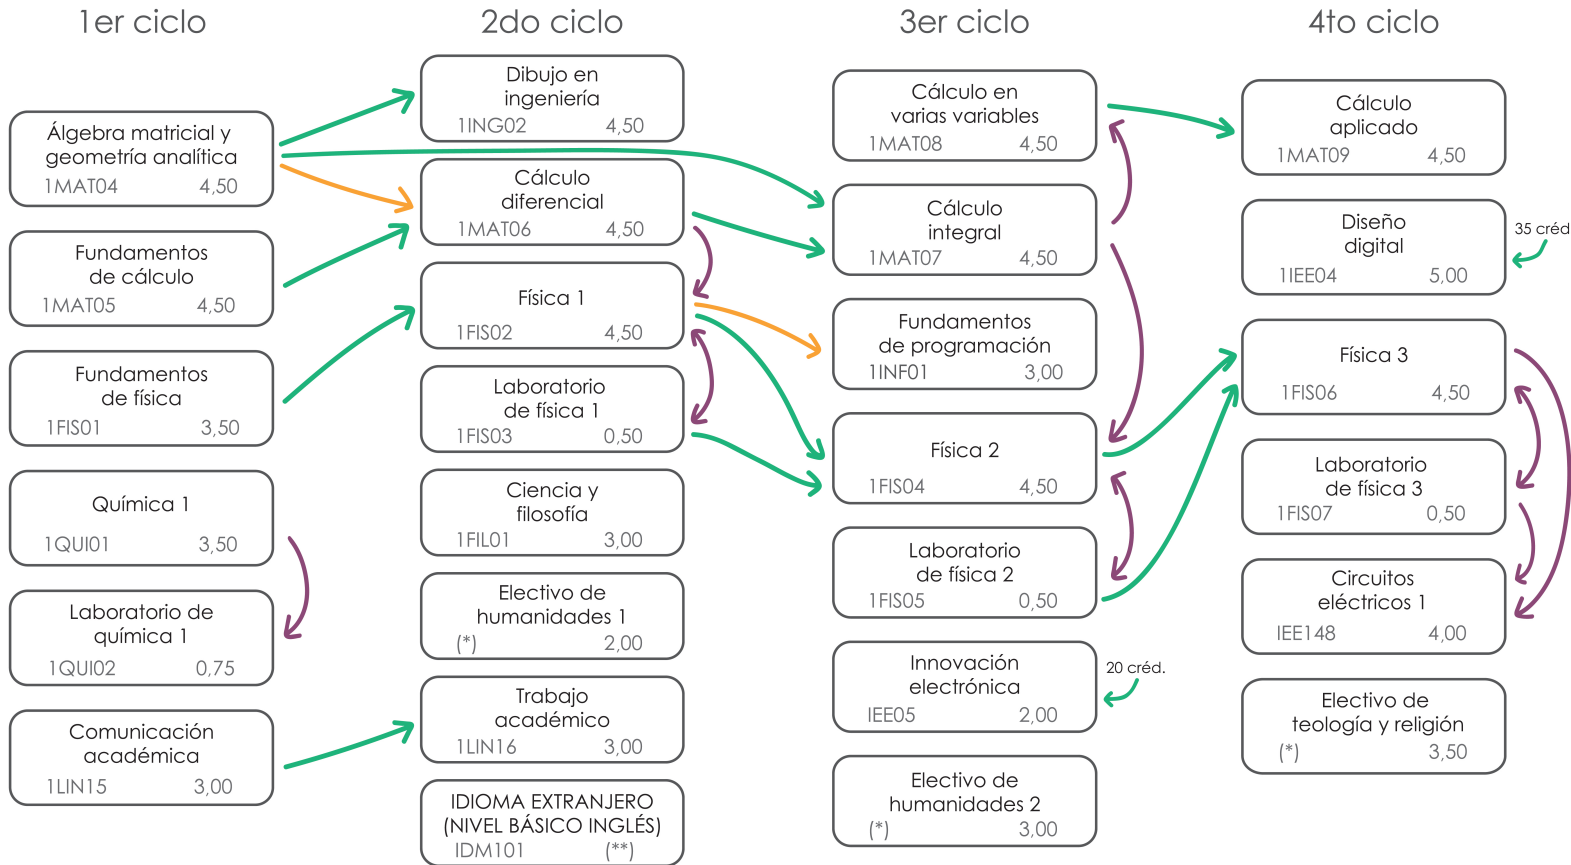 1er ciclo
Álgebra matricial y
geometría analítica
1MAT04 4,50
Fundamentos
de cálculo
1MAT05 4,50
Fundamentos
de física
1FIS01 3,50
Química 1
1QUI01 3,50
Laboratorio de
química 1
1QUI02 0,75
Comunicación
académica
1LIN15 3,00
2do ciclo
Dibujo en
ingeniería
1ING02 4,50
Cálculo
diferencial
1MAT06 4,50
Física 1
1FIS02 4,50
Laboratorio
de física 1
1FIS03 0,50
Ciencia y
filosofía
1FIL01 3,00
Electivo de
humanidades 1
(*) 2,00
Trabajo
académico
1LIN16 3,00
IDIOMA EXTRANJERO
(NIVEL BÁSICO INGLÉS)
IDM101 (**)
3er ciclo
Cálculo en
varias variables
1MAT08 4,50
Cálculo
integral
1MAT07 4,50
Fundamentos
de programación
1INF01 3,00
Física 2
1FIS04 4,50
Laboratorio
de física 2
1FIS05 0,50
Innovación
electrónica
IEE05 2,00
20 créd.
Electivo de
humanidades 2
(*) 3,00
4to ciclo
Cálculo
aplicado
1MAT09 4,50
Diseño
digital
1IEE04 5,00
35 créd
Física 3
1FIS06 4,50
Laboratorio
de física 3
1FIS07 0,50
Circuitos
eléctricos 1
IEE148 4,00
Electivo de
teología y religión
(*) 3,50